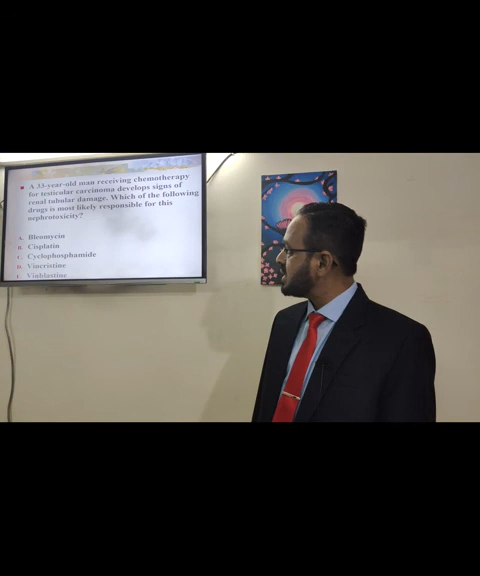 A 33-year-old man receiving chemotherapy
for testicular carcinoma develops signs of
renal tubular damage. Which of the following
drugs is most likely responsible for this
nephrotoxicity?
A. Bleomycin
B. Cisplatin
C. Cyclophosphamide
D. Vincristine
E. Vinblastine